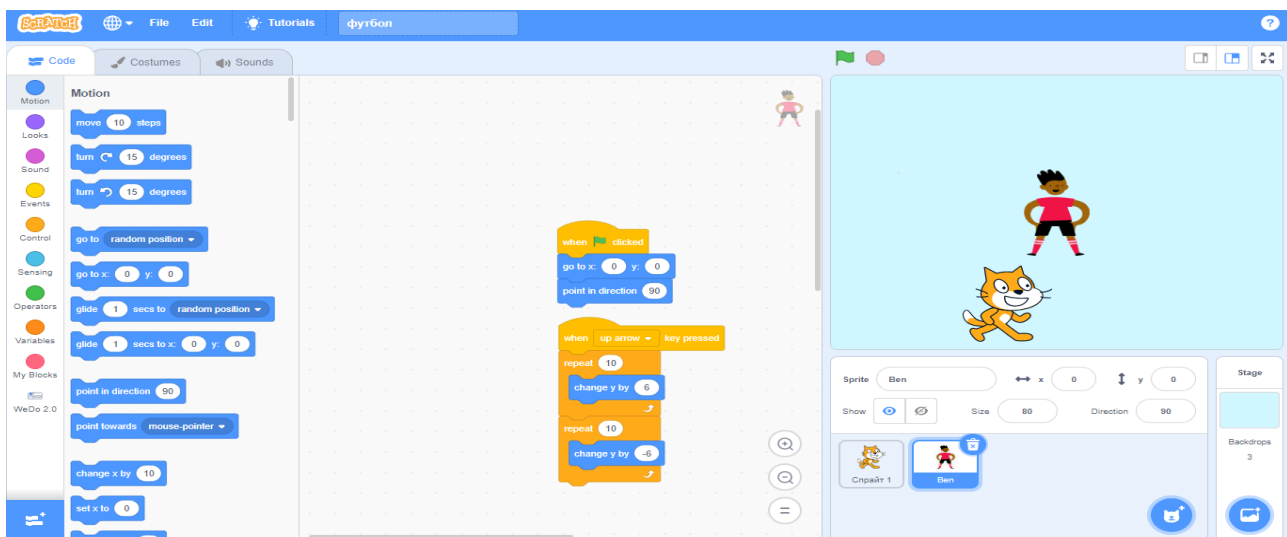 SCRATCH File Edit Tutorials футбол ?
Code Costumes Sounds
Motion
Looks
Sound
Events
Control
Sensing
Operators
Variables
My Blocks
WeDo 2.0
Motion
move 10 steps
turn 15 degrees
turn 15 degrees
go to random position
go to x: 0 y: 0
glide 1 secs to random position
glide 1 secs to x: 0 y: 0
point in direction 90
point towards mouse-pointer
change x by 10
set x to 0
when clicked
go to x: 0 y: 0
point in direction 90
when up arrow key pressed
repeat 10
change y by 6
repeat 10
change y by -6
Sprite Ben x 0 y 0
Show Size 80 Direction 90
Спрайт 1 Ben
Stage
Backdrops
3